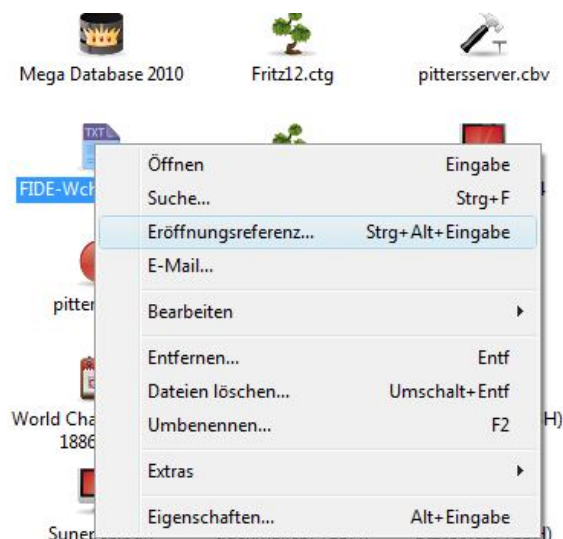 Mega Database 2010
Fritz12.ctg
pittersserver.cbv
TXT
FIDE-Wch
Öffnen Eingabe
Suche... Strg+F
Eröffnungsreferenz... Strg+Alt+Eingabe
E-Mail...
pitter
Bearbeiten
Entfernen... Entf
Dateien löschen... Umschalt+Entf
World Cha
1886
Umbenennen... F2
H)
Extras
Eigenschaften... Alt+Eingabe
Super